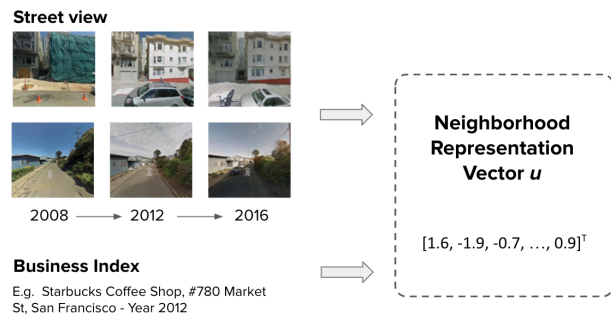 Street view
2008 2012 2016
Business Index
E.g. Starbucks Coffee Shop, #780 Market
St, San Francisco - Year 2012
Neighborhood
Representation
Vector u
[1.6, -1.9, -0.7, …, 0.9]ᵀ